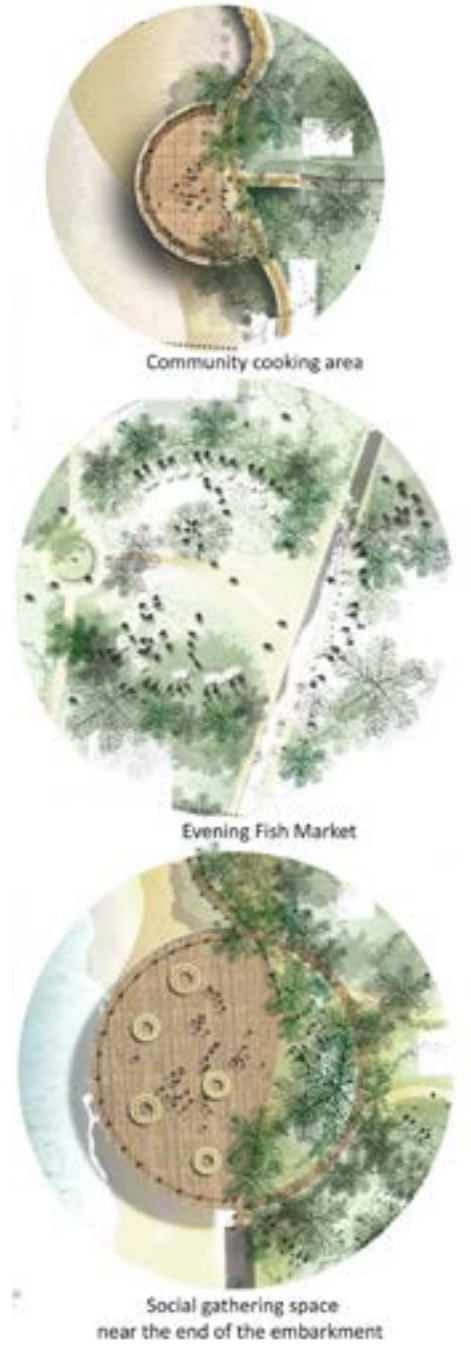 Community cooking area
Evening Fish Market
Social gathering space
near the end of the embarkment